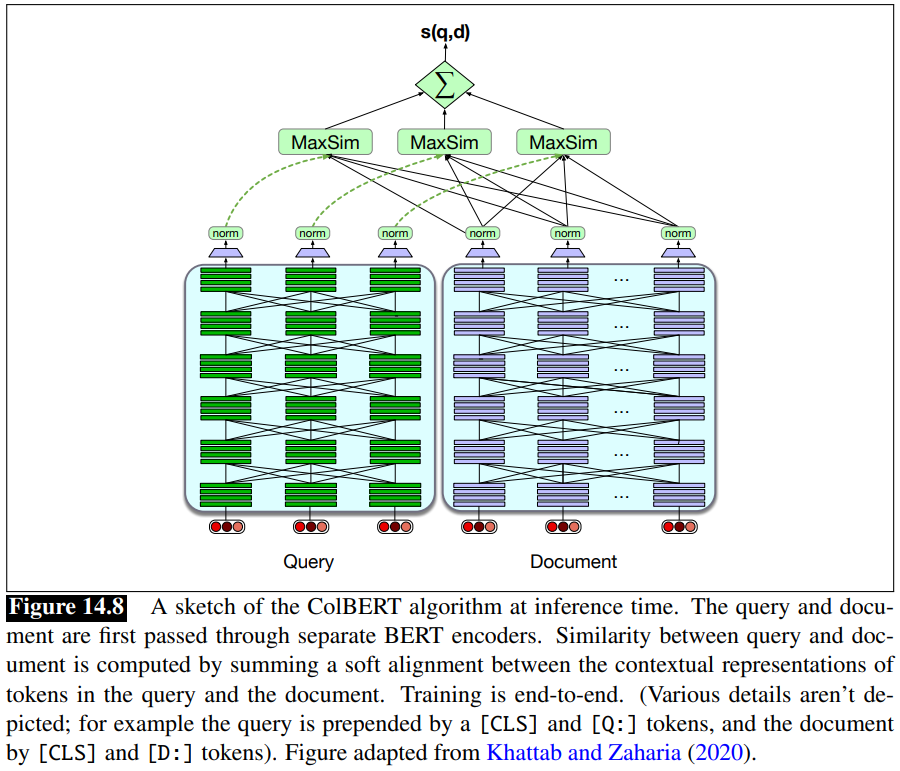 s(q,d)
∑
MaxSim MaxSim MaxSim
norm norm norm norm norm norm
...
...
...
...
...
...
Query Document
Figure 14.8 A sketch of the ColBERT algorithm at inference time. The query and docu-
ment are first passed through separate BERT encoders. Similarity between query and doc-
ument is computed by summing a soft alignment between the contextual representations of
tokens in the query and the document. Training is end-to-end. (Various details aren't de-
picted; for example the query is prepended by a [CLS] and [Q:] tokens, and the document
by [CLS] and [D:] tokens). Figure adapted from Khattab and Zaharia (2020).